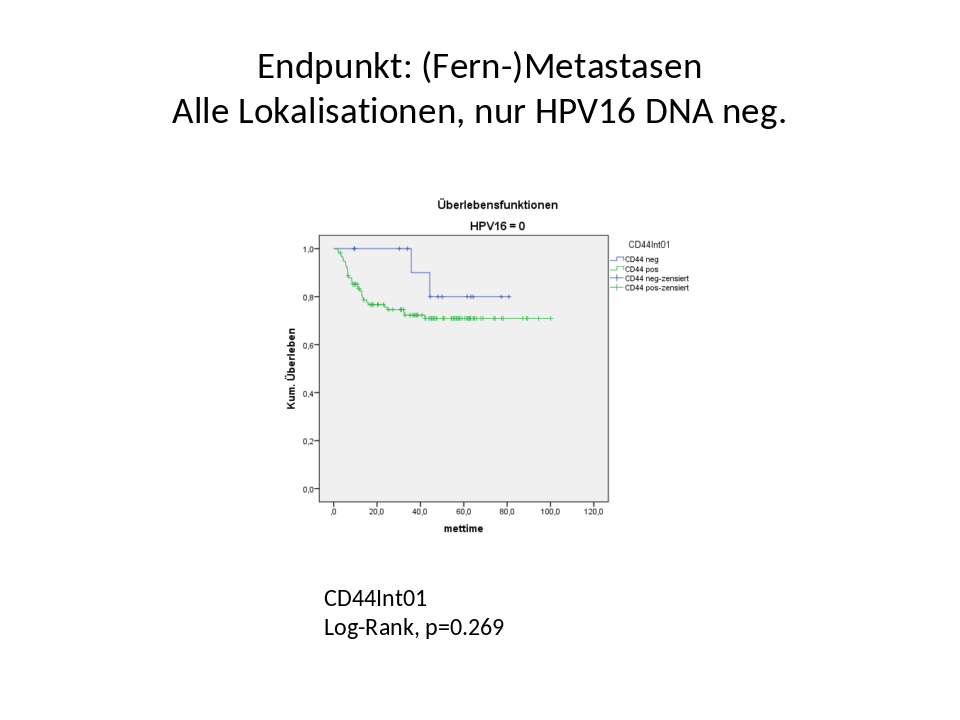 Endpunkt: (Fern-)Metastasen
Alle Lokalisationen, nur HPV16 DNA neg.
Überlebensfunktionen
HPV16 = 0
CD44Int01
CD44 neg
CD44 pos
CD44 neg-zensiert
CD44 pos-zensiert
Kum. Überleben
1,0
0,8
0,6
0,4
0,2
0,0
,0 20,0 40,0 60,0 80,0 100,0 120,0
mettime
CD44Int01
Log-Rank, p=0.269